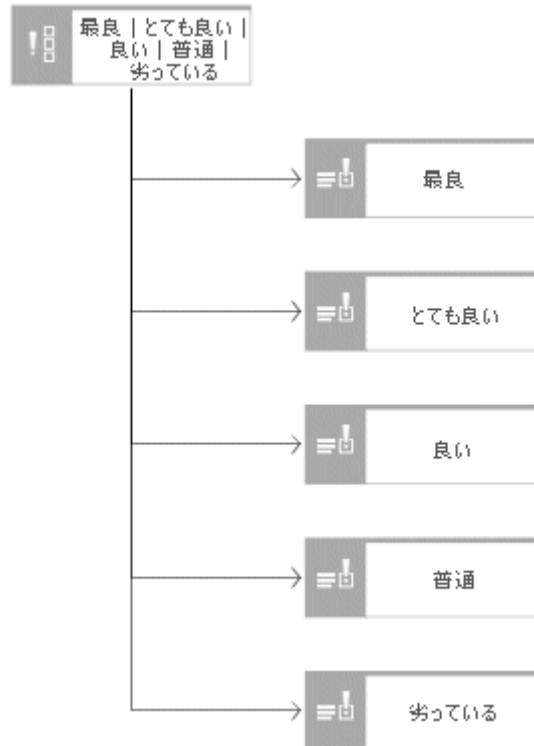 最良 | とても良い |
良い | 普通 |
劣っている
最良
とても良い
良い
普通
劣っている